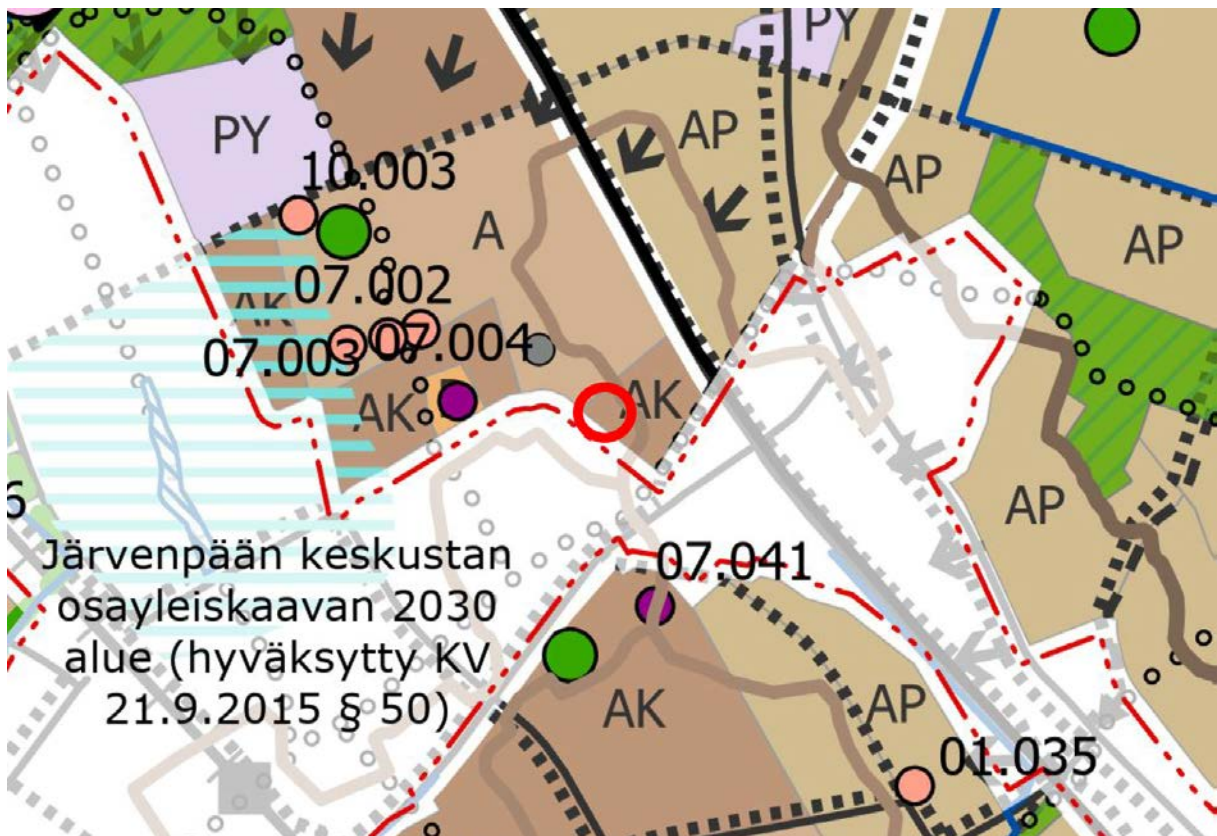 PY
PY
10.003
AP
AP
A
AP
AK
07.002
07.003
07.004
AK
AK
AP
6
Järvenpään keskustan
osayleiskaavan 2030
alue (hyväksytty KV
21.9.2015 § 50)
07.041
AK
AP
01.035